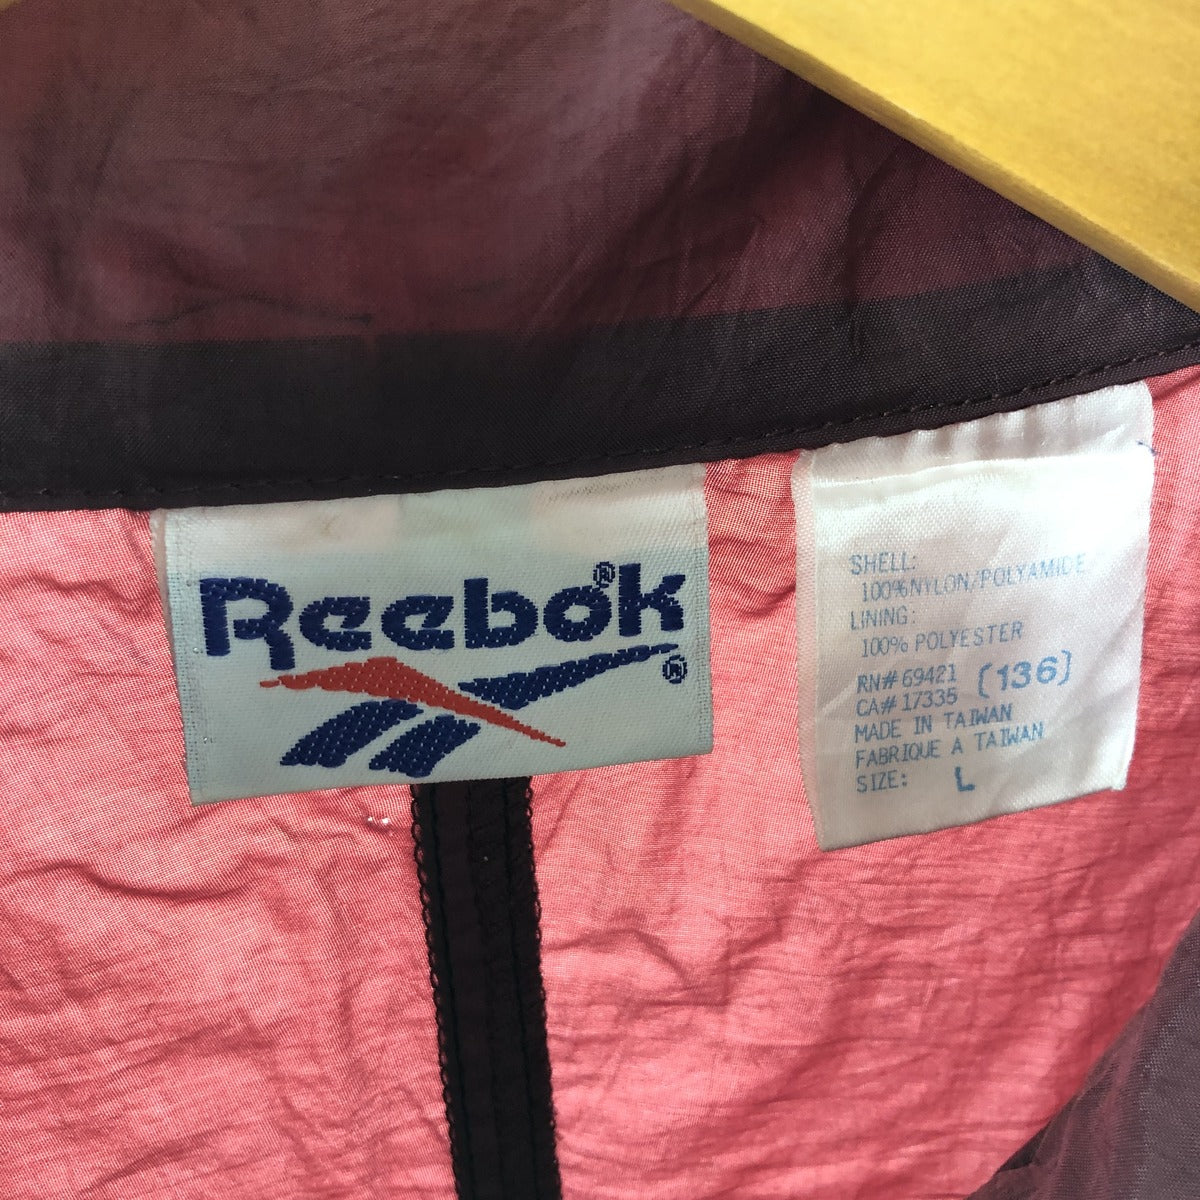 Reebok®
®
SHELL:
100%NYLON/POLYAMIDE
LINING:
100% POLYESTER
RN# 69421 (136)
CA# 17335
MADE IN TAIWAN
FABRIQUE A TAIWAN
SIZE: L